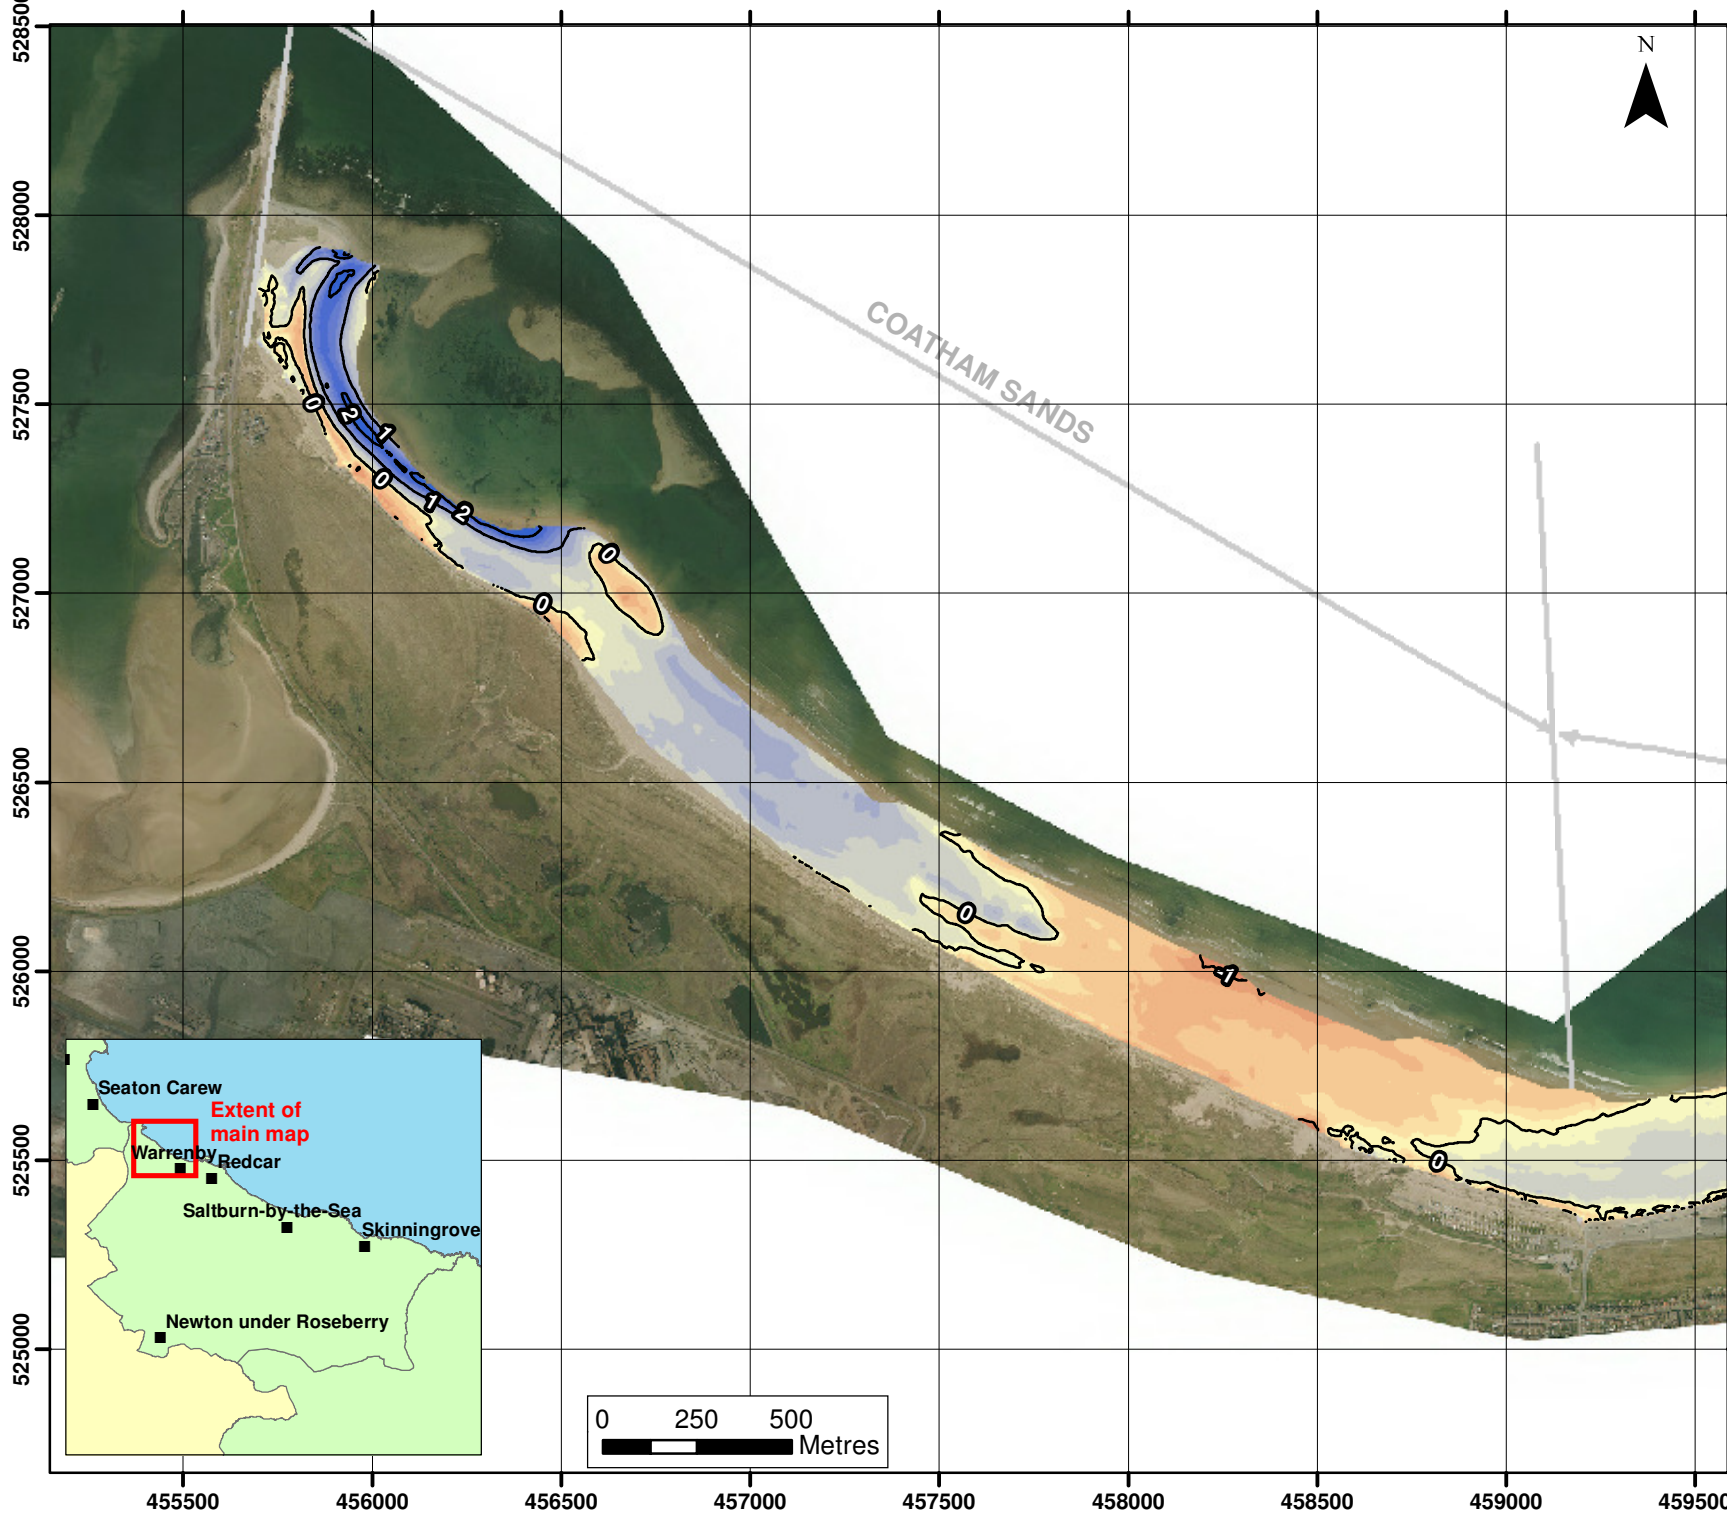 N
528500
528000
527500
527000
526500
526000
525500
525000
COATHAM SANDS
0
2
1
0
1
2
0
0
0
-1
0
Seaton Carew
Extent of
main map
Warrenby
Redcar
Saltburn-by-the-Sea
Skinningrove
Newton under Roseberry
0 250 500
Metres
455500 456000 456500 457000 457500 458000 458500 459000 459500